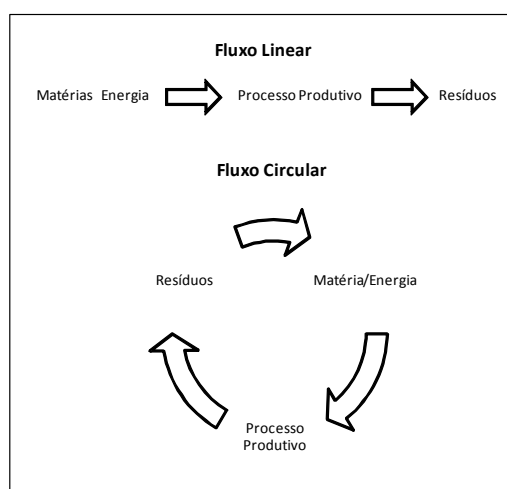 Fluxo Linear
Matérias Energia Processo Produtivo Resíduos
Fluxo Circular
Resíduos Matéria/Energia
Processo
Produtivo